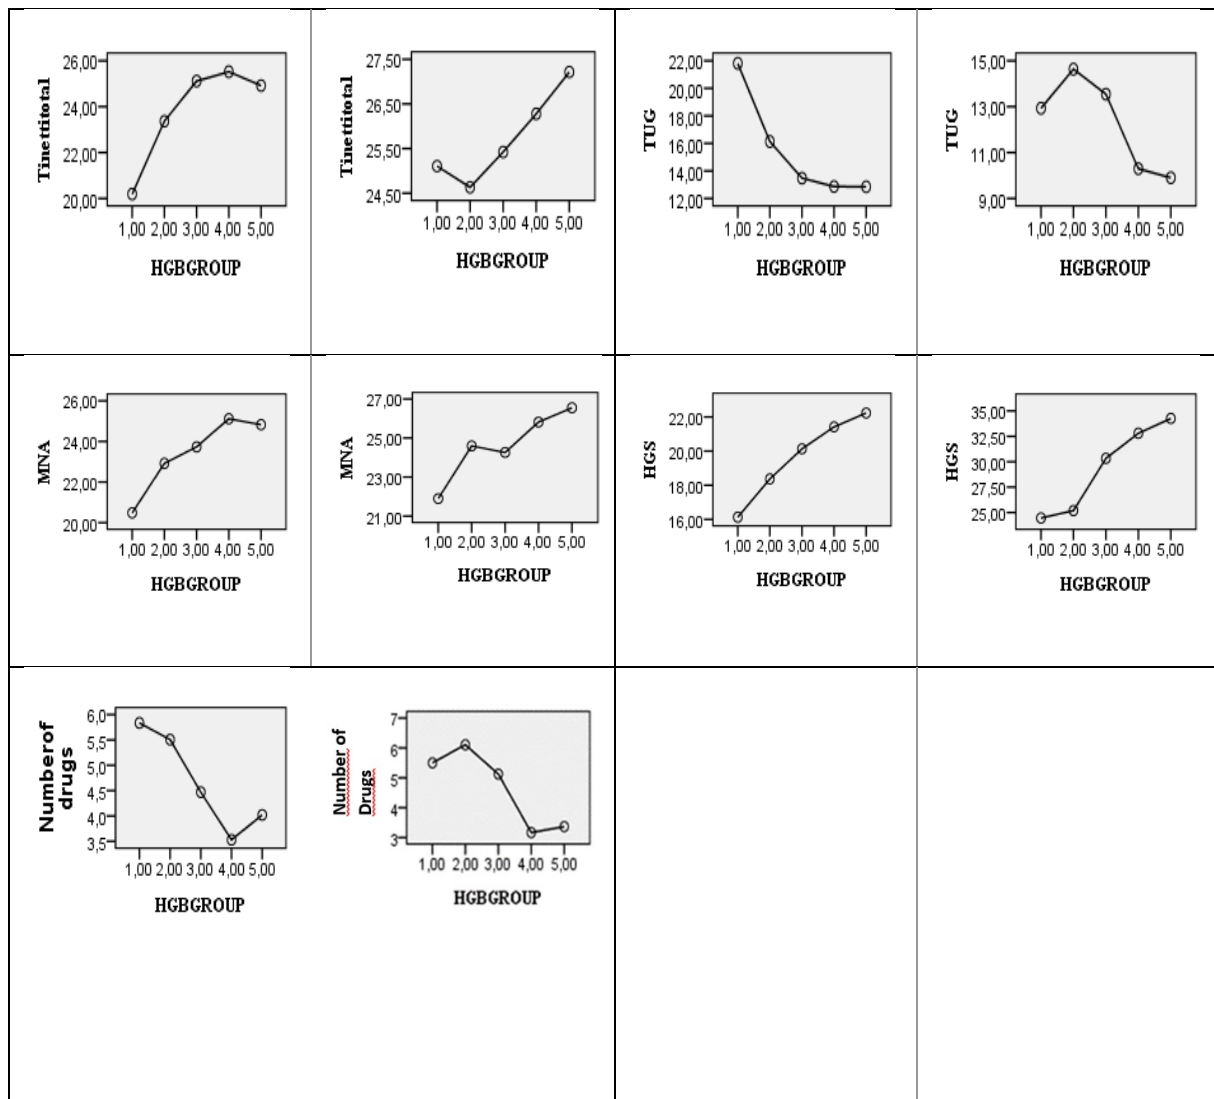 Tinettitotal
26,00
24,00
22,00
20,00
1,00 2,00 3,00 4,00 5,00
HGBGROUP
Tinettitotal
27,50
26,50
25,50
24,50
1,00 2,00 3,00 4,00 5,00
HGBGROUP
TUG
22,00
20,00
18,00
16,00
14,00
12,00
1,00 2,00 3,00 4,00 5,00
HGBGROUP
TUG
15,00
13,00
11,00
9,00
1,00 2,00 3,00 4,00 5,00
HGBGROUP
MNA
26,00
24,00
22,00
20,00
1,00 2,00 3,00 4,00 5,00
HGBGROUP
MNA
27,00
25,00
23,00
21,00
1,00 2,00 3,00 4,00 5,00
HGBGROUP
HGS
22,00
20,00
18,00
16,00
1,00 2,00 3,00 4,00 5,00
HGBGROUP
HGS
35,00
32,50
30,00
27,50
25,00
1,00 2,00 3,00 4,00 5,00
HGBGROUP
Numberof
drugs
6,0
5,5
5,0
4,5
4,0
3,5
1,00 2,00 3,00 4,00 5,00
HGBGROUP
Number of
Drugs
7
6
5
4
3
1,00 2,00 3,00 4,00 5,00
HGBGROUP